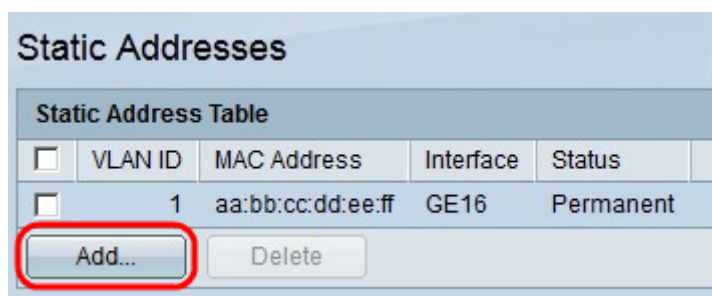 Static Addresses
Static Address Table
VLAN ID MAC Address Interface Status
1 aa:bb:cc:dd:ee:ff GE16 Permanent
Add... Delete